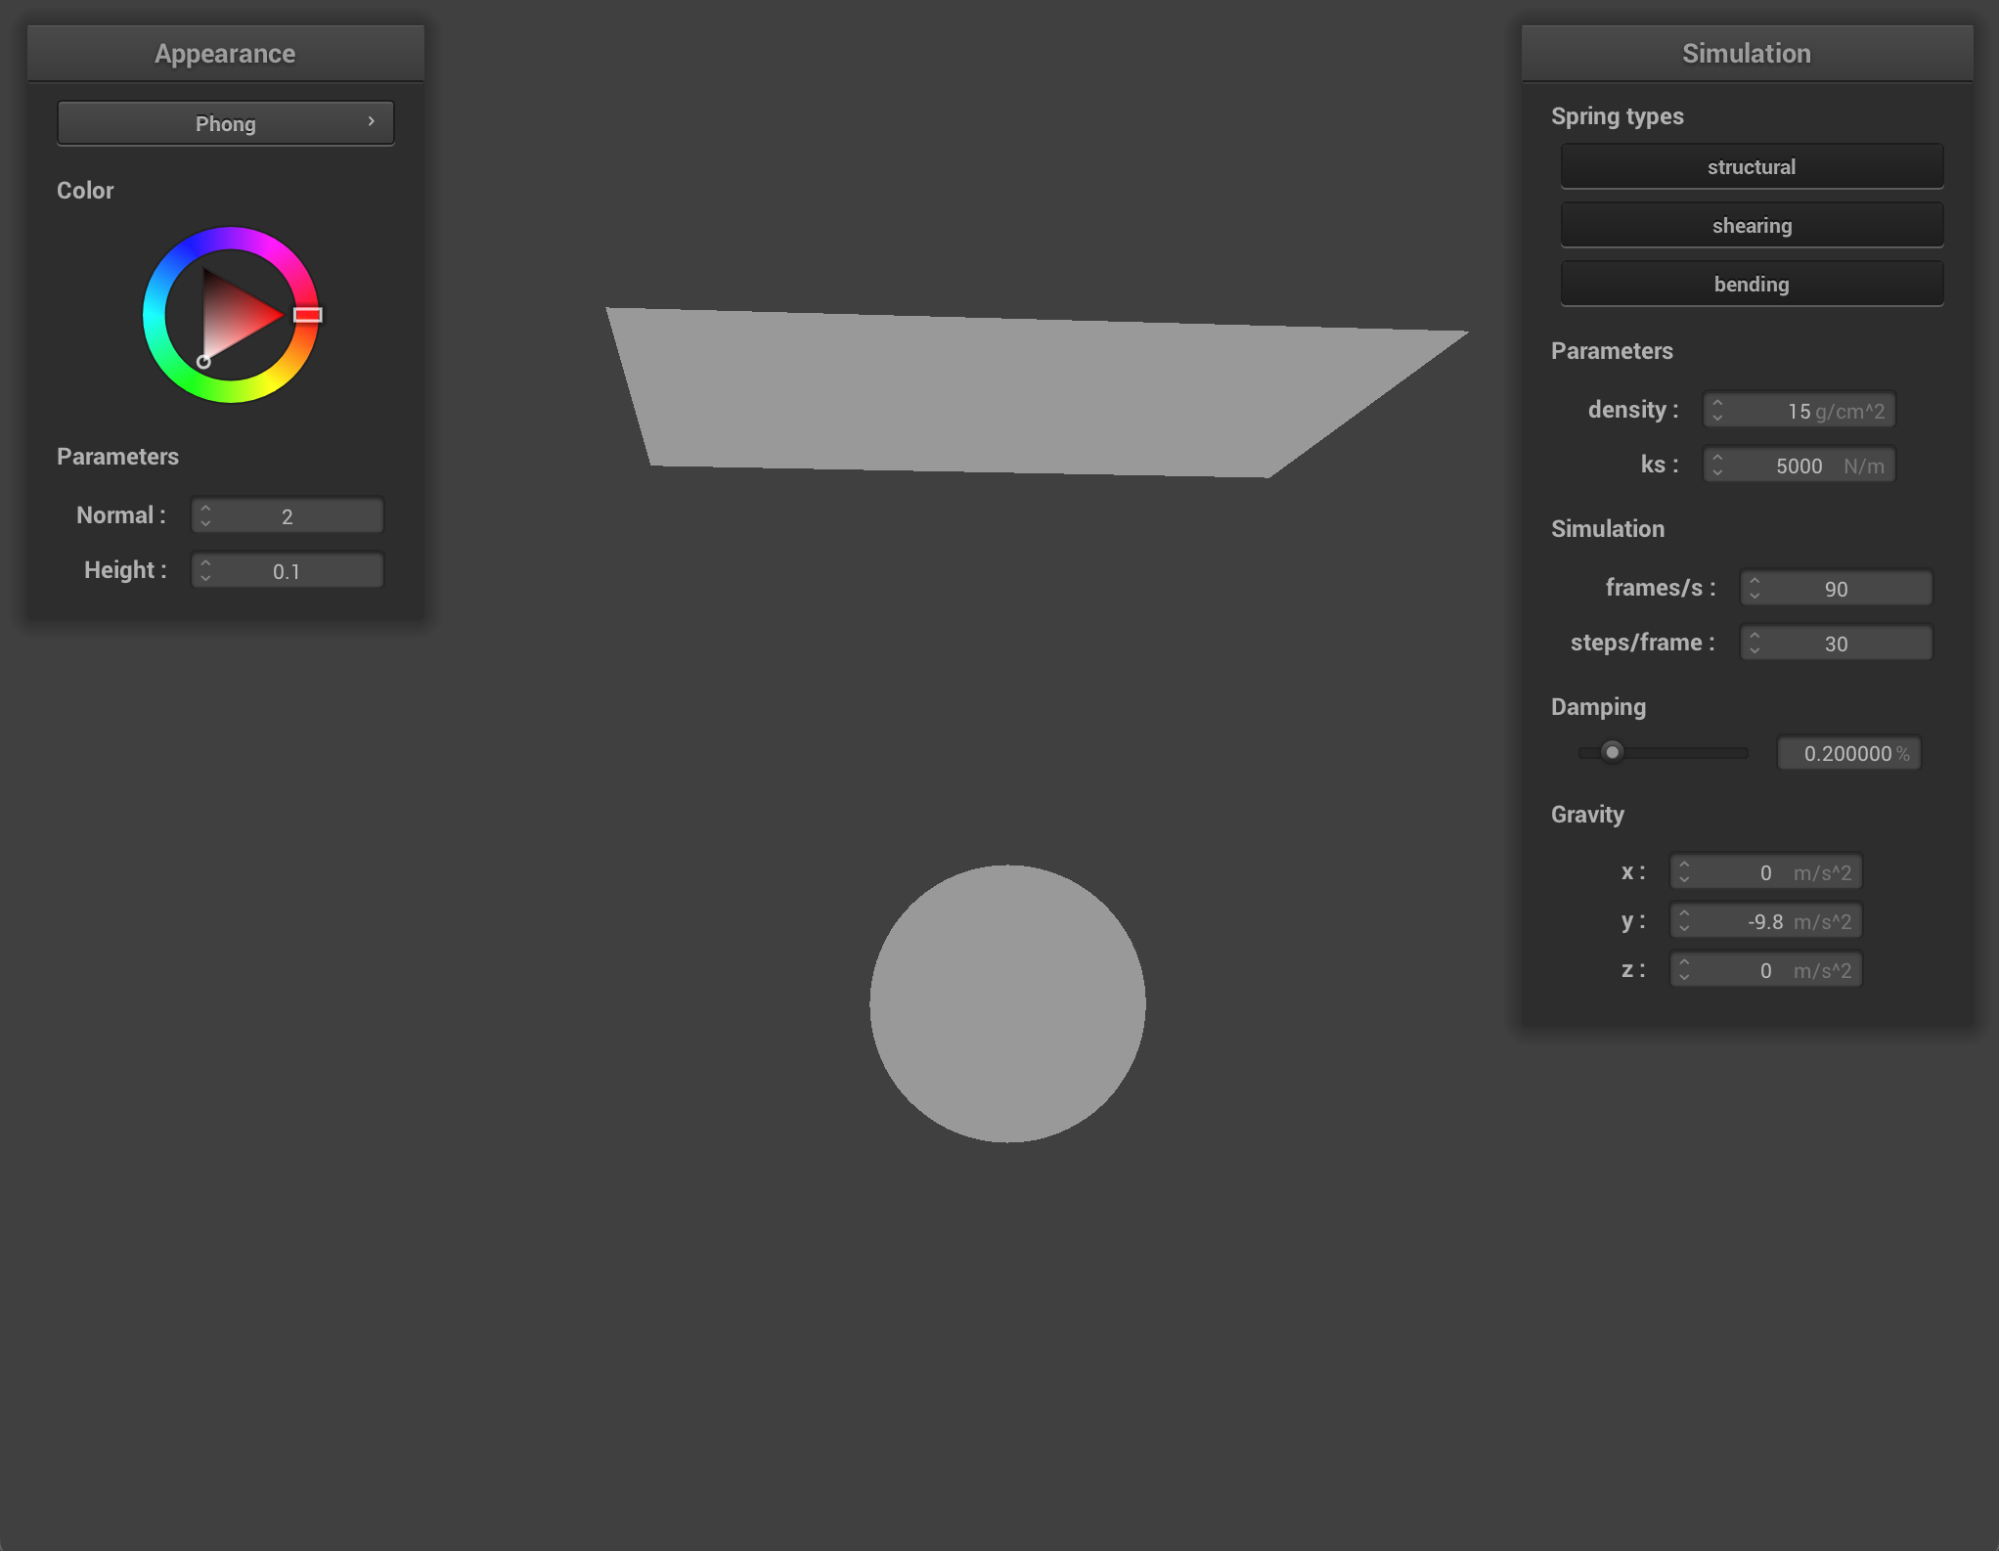 Appearance
Phong
Color
Parameters
Normal : 2
Height : 0.1
Simulation
Spring types
structural
shearing
bending
Parameters
density : 15 g/cm^2
ks : 5000 N/m
Simulation
frames/s : 90
steps/frame : 30
Damping
0.200000 %
Gravity
x : 0 m/s^2
y : -9.8 m/s^2
z : 0 m/s^2